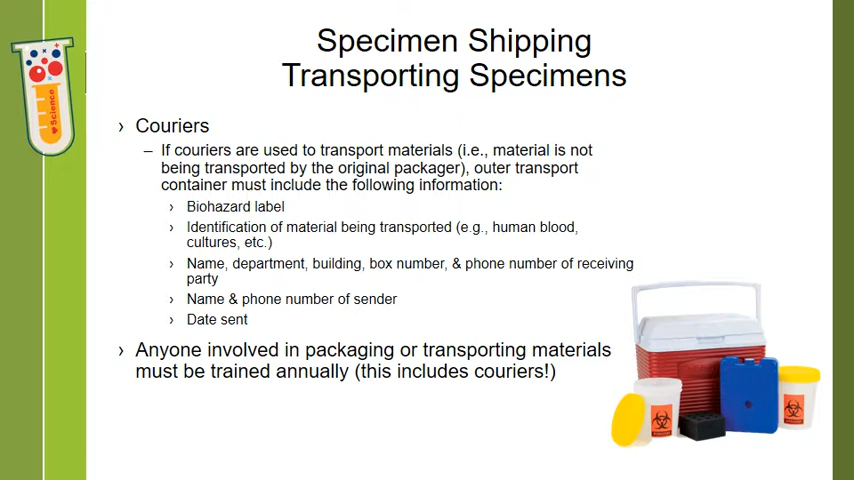 Specimen Shipping
Transporting Specimens
Science
› Couriers
– If couriers are used to transport materials (i.e., material is not
being transported by the original packager), outer transport
container must include the following information:
› Biohazard label
› Identification of material being transported (e.g., human blood,
cultures, etc.)
› Name, department, building, box number, & phone number of receiving
party
› Name & phone number of sender
› Date sent
› Anyone involved in packaging or transporting materials
must be trained annually (this includes couriers!)